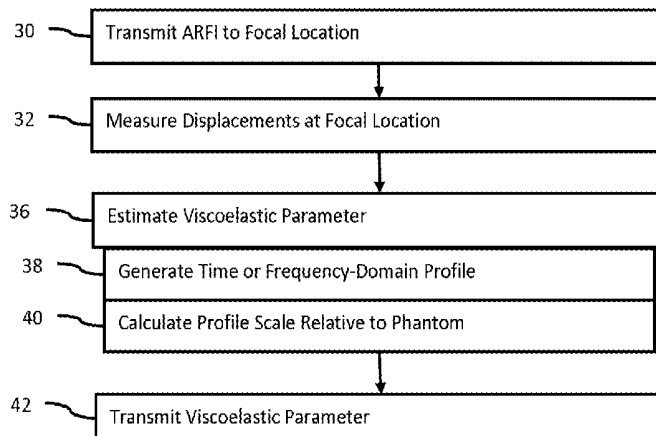 30 Transmit ARFI to Focal Location
32 Measure Displacements at Focal Location
36 Estimate Viscoelastic Parameter
38 Generate Time or Frequency-Domain Profile
40 Calculate Profile Scale Relative to Phantom
42 Transmit Viscoelastic Parameter